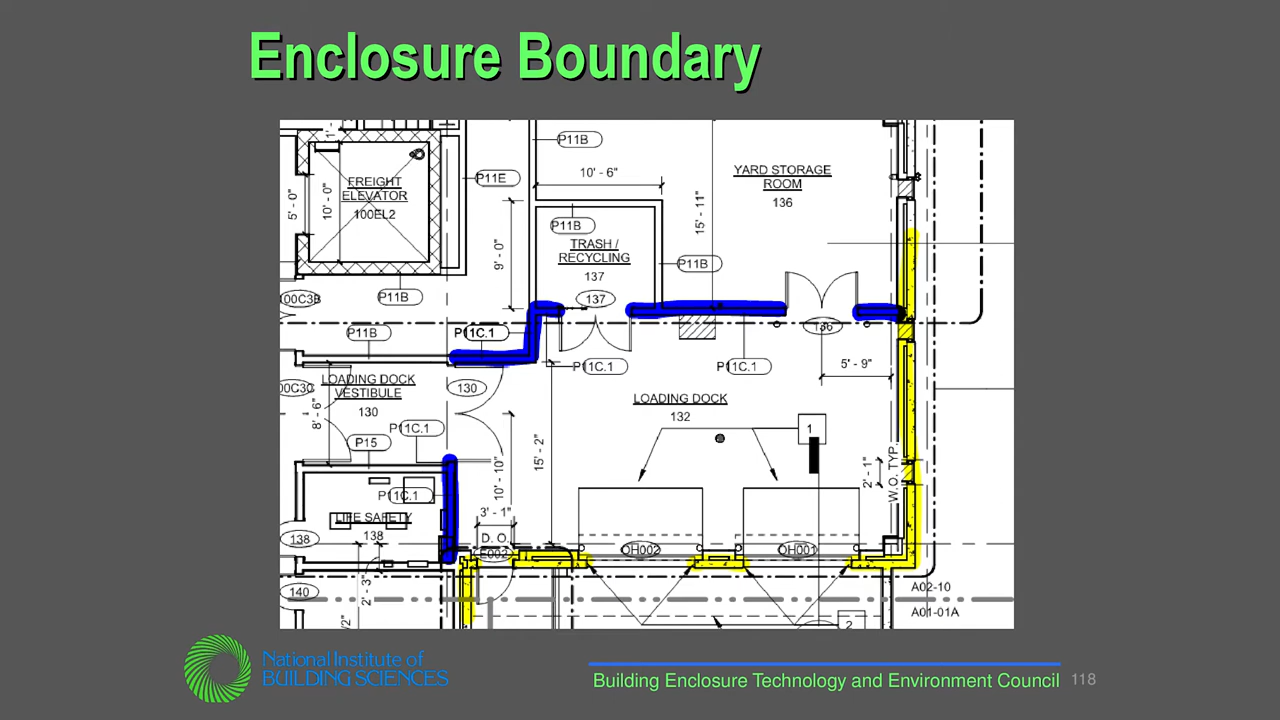 Enclosure Boundary
P11B
10' - 6"
YARD STORAGE
ROOM
136
P11E
FREIGHT
ELEVATOR
100EL2
5' - 0"
10' - 0"
15' - 11"
P11B
TRASH /
RECYCLING
137
9' - 0"
P11B
P11B
137
100C3B
P11B
P11C.1
136
P11C.1
P11C.1
5' - 9"
LOADING DOCK
VESTIBULE
130
130
100C3C
8' - 6"
LOADING DOCK
132
1
P11C.1
P15
15' - 2"
10' - 10"
2' - 1"
W.O. TYP.
P11C.1
LIFE SAFETY
138
138
3' - 1"
D. O.
E002
OH002
OH001
140
2' - 3"
A02-10
A01-01A
2
National Institute of
BUILDING SCIENCES
Building Enclosure Technology and Environment Council
118